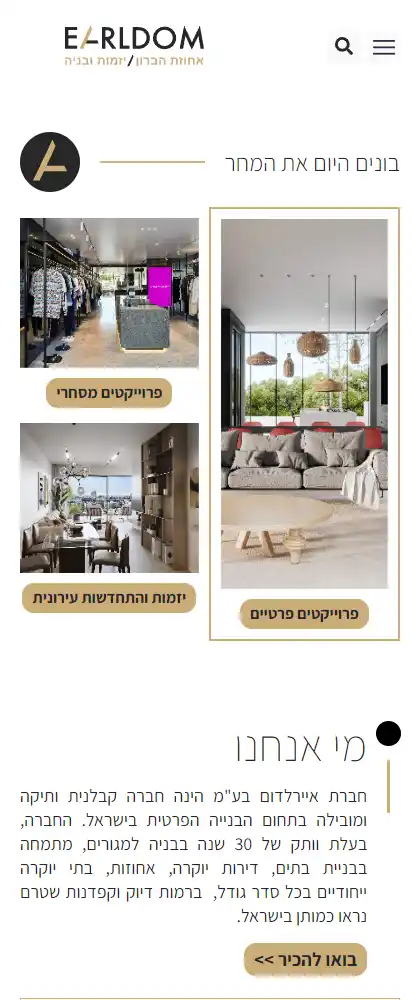 EARLDOM
אחוזת הברון/יזמות ובניה
בונים היום את המחר
פרוייקטים פרטיים
פרוייקטים מסחרי
יזמות והתחדשות עירונית
מי אנחנו
חברת איירלדום בע"מ הינה חברה קבלנית ותיקה
ומובילה בתחום הבנייה הפרטית בישראל. החברה,
בעלת וותק של 30 שנה בבניה למגורים, מתמחה
בבניית בתים, דירות יוקרה, אחוזות, בתי יוקרה
ייחודיים בכל סדר גודל, ברמות דיוק וקפדנות שטרם
נראו כמותן בישראל.
בואו להכיר >>